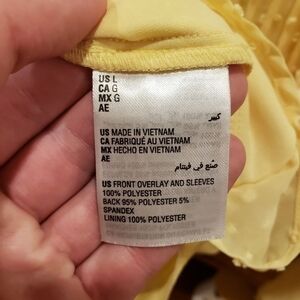 US L
CA G
MX G
AE
كبير
US MADE IN VIETNAM
CA FABRIQUÉ AU VIETNAM
MX HECHO EN VIETNAM
AE
صُنع في فيتنام
US FRONT OVERLAY AND SLEEVES
100% POLYESTER
BACK 95% POLYESTER 5%
SPANDEX
LINING 100% POLYESTER